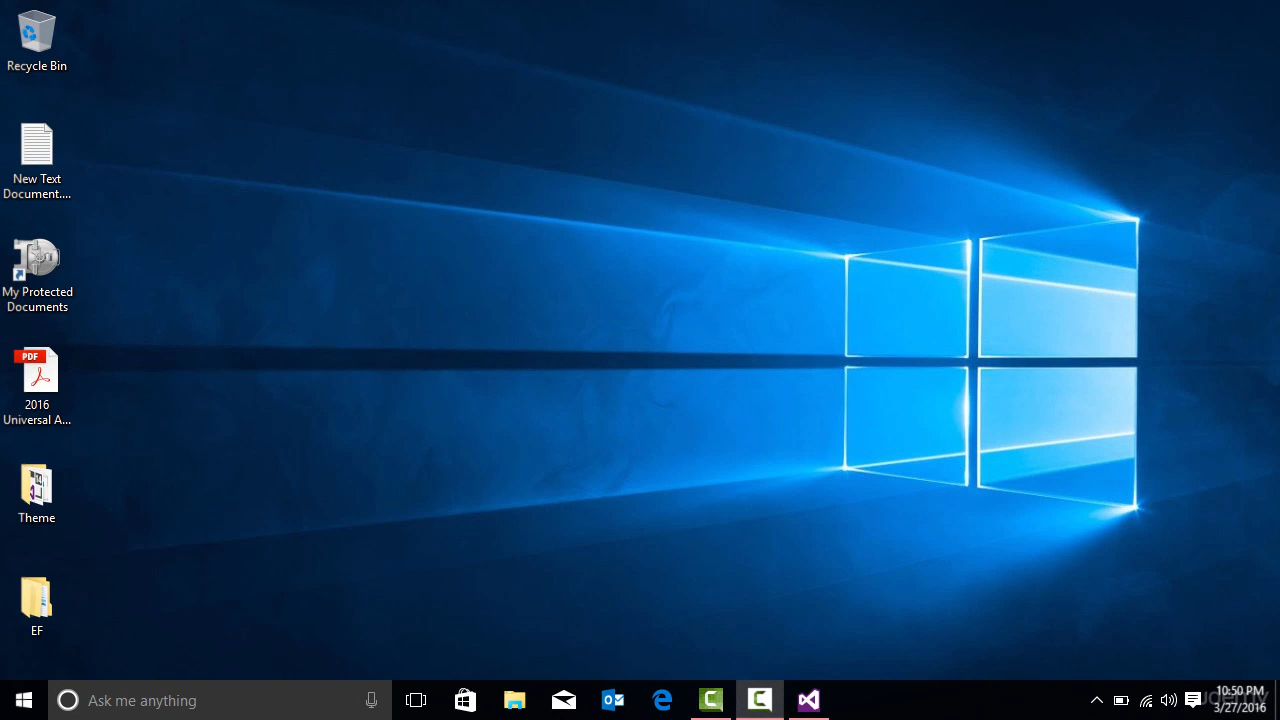 Recycle Bin
New Text
Document....
My Protected
Documents
PDF
2016
Universal A...
Theme
EF
Ask me anything
10:50 PM
3/27/2016